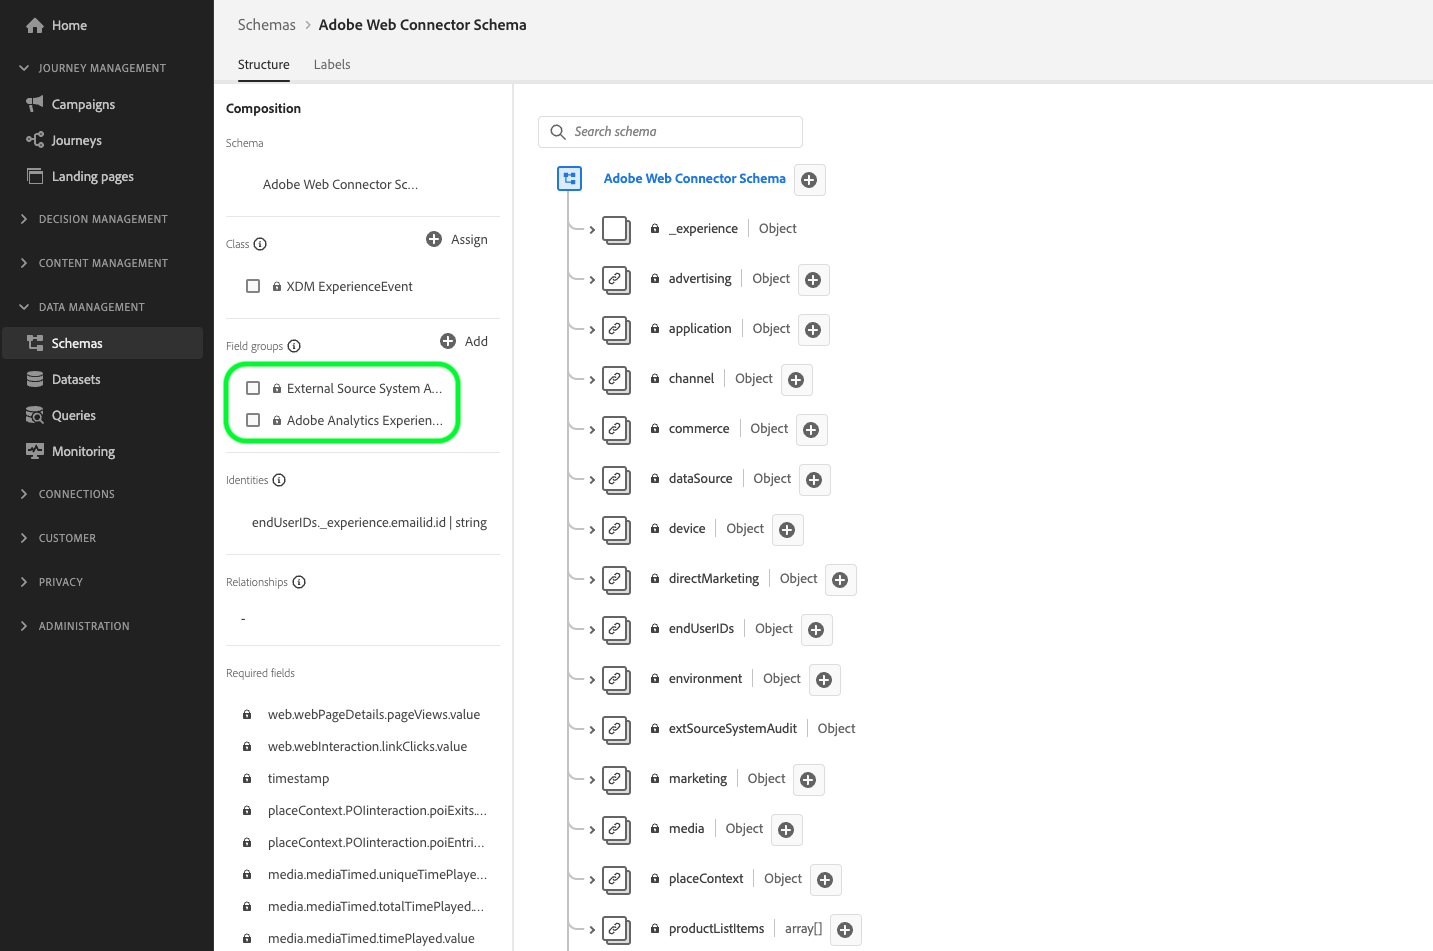 Home
JOURNEY MANAGEMENT
Campaigns
Journeys
Landing pages
DECISION MANAGEMENT
CONTENT MANAGEMENT
DATA MANAGEMENT
Schemas
Datasets
Queries
Monitoring
CONNECTIONS
CUSTOMER
PRIVACY
ADMINISTRATION
Schemas > Adobe Web Connector Schema
Structure Labels
Composition
Schema
Adobe Web Connector Sc...
Class Assign
XDM ExperienceEvent
Field groups Add
External Source System A...
Adobe Analytics Experien...
Identities
endUserIDs._experience.emailid.id | string
Relationships
-
Required fields
web.webPageDetails.pageViews.value
web.webInteraction.linkClicks.value
timestamp
placeContext.POIinteraction.poiExits....
placeContext.POIinteraction.poiEntri...
media.mediaTimed.uniqueTimePlaye...
media.mediaTimed.totalTimePlayed....
media.mediaTimed.timePlayed.value
Search schema
Adobe Web Connector Schema
_experience | Object
advertising | Object
application | Object
channel | Object
commerce | Object
dataSource | Object
device | Object
directMarketing | Object
endUserIDs | Object
environment | Object
extSourceSystemAudit | Object
marketing | Object
media | Object
placeContext | Object
productListItems | array[]